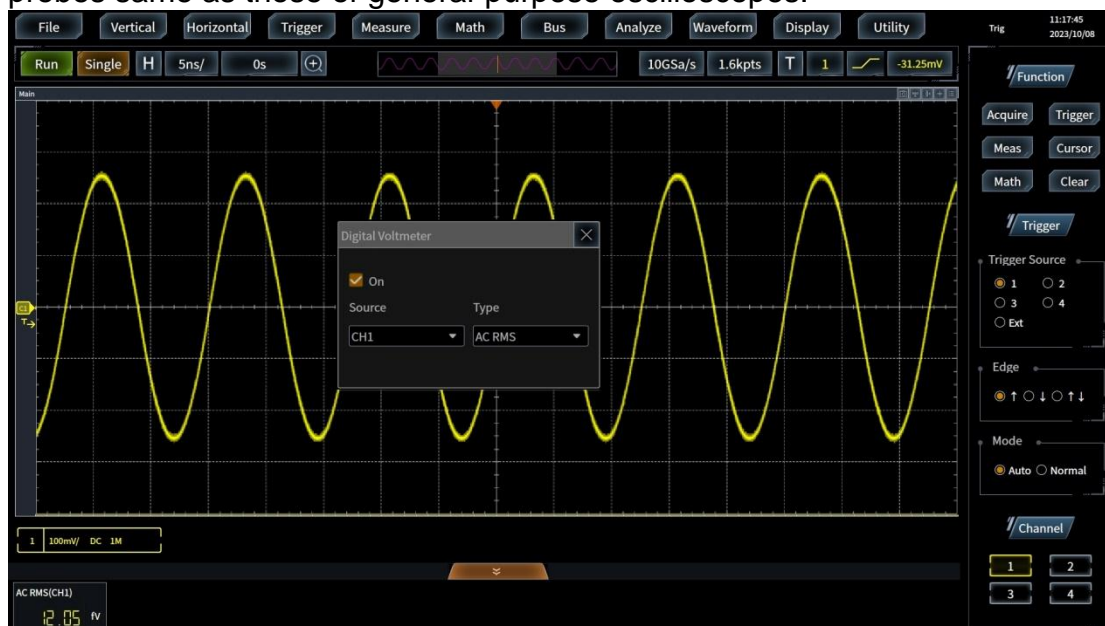 probes same as those of general purpose oscilloscopes.
File Vertical Horizontal Trigger Measure Math Bus Analyze Waveform Display Utility Trig 11:17:45
2023/10/08
Run Single H 5ns/ 0s 10GSa/s 1.6kpts T 1 -31.25mV
Main
Function
Acquire Trigger
Meas Cursor
Math Clear
Trigger
Trigger Source
1 2
3 4
Ext
Edge
↑ ↓ ↑↓
Mode
Auto Normal
Channel
1 2
3 4
Digital Voltmeter
On
Source Type
CH1 AC RMS
C1
T→
1 100mV/ DC 1M
AC RMS(CH1)
12.05 fV